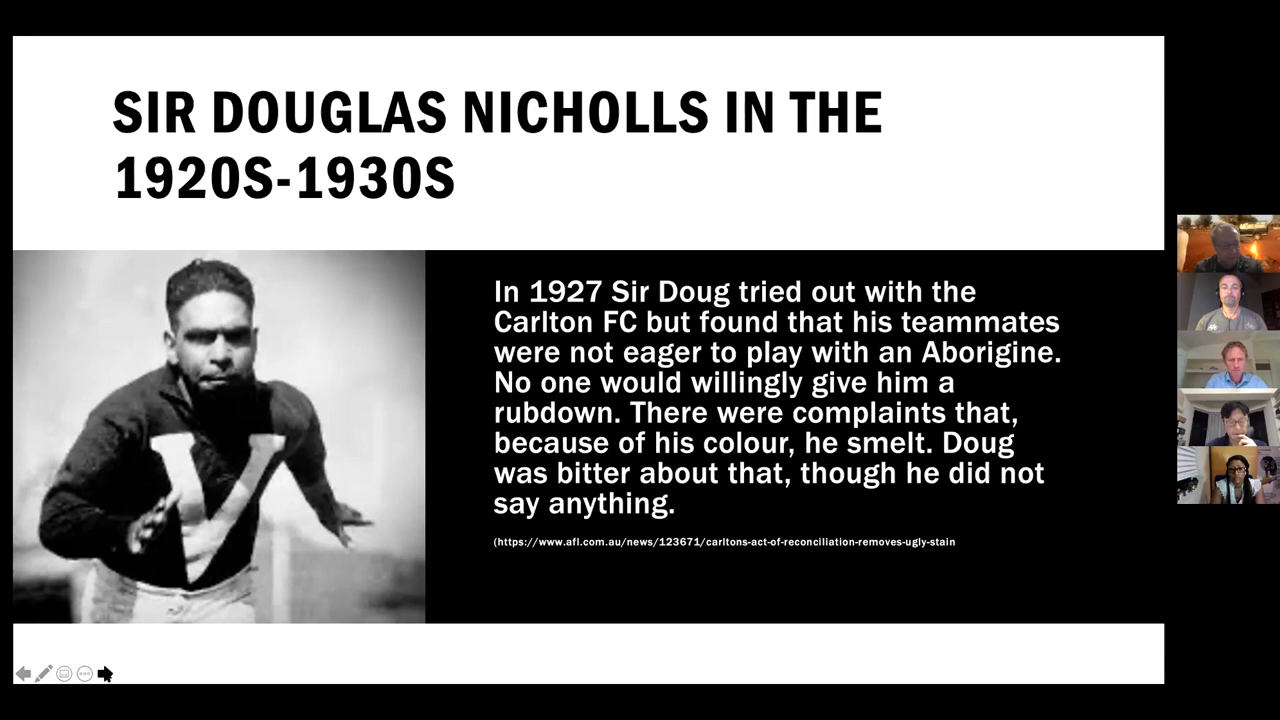 SIR DOUGLAS NICHOLLS IN THE
1920S-1930S
In 1927 Sir Doug tried out with the
Carlton FC but found that his teammates
were not eager to play with an Aborigine.
No one would willingly give him a
rubdown. There were complaints that,
because of his colour, he smelt. Doug
was bitter about that, though he did not
say anything.
(https://www.afl.com.au/news/123671/carltons-act-of-reconciliation-removes-ugly-stain
V